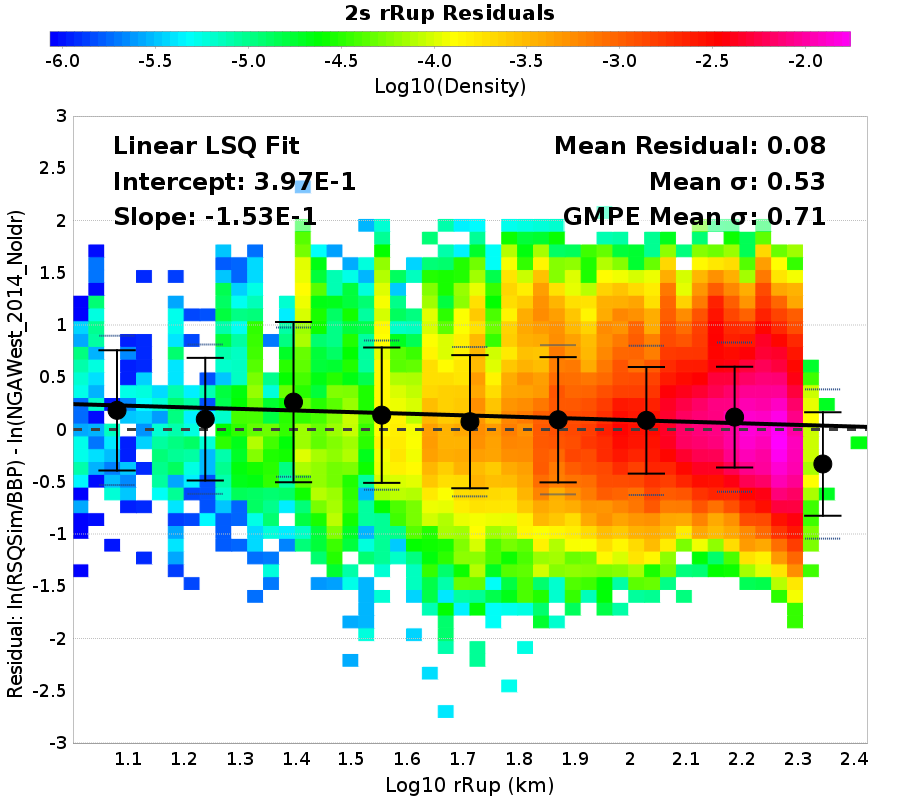 2s rRup Residuals
-6.0 -5.5 -5.0 -4.5 -4.0 -3.5 -3.0 -2.5 -2.0
Log10(Density)
Linear LSQ Fit
Intercept: 3.97E-1
Slope: -1.53E-1
Mean Residual: 0.08
Mean σ: 0.53
GMPE Mean σ: 0.71
Residual: ln(RSQSim/BBP) - ln(NGAWest_2014_NoIdr)
3
2.5
2
1.5
1
0.5
0
-0.5
-1
-1.5
-2
-2.5
-3
1.1 1.2 1.3 1.4 1.5 1.6 1.7 1.8 1.9 2 2.1 2.2 2.3 2.4
Log10 rRup (km)